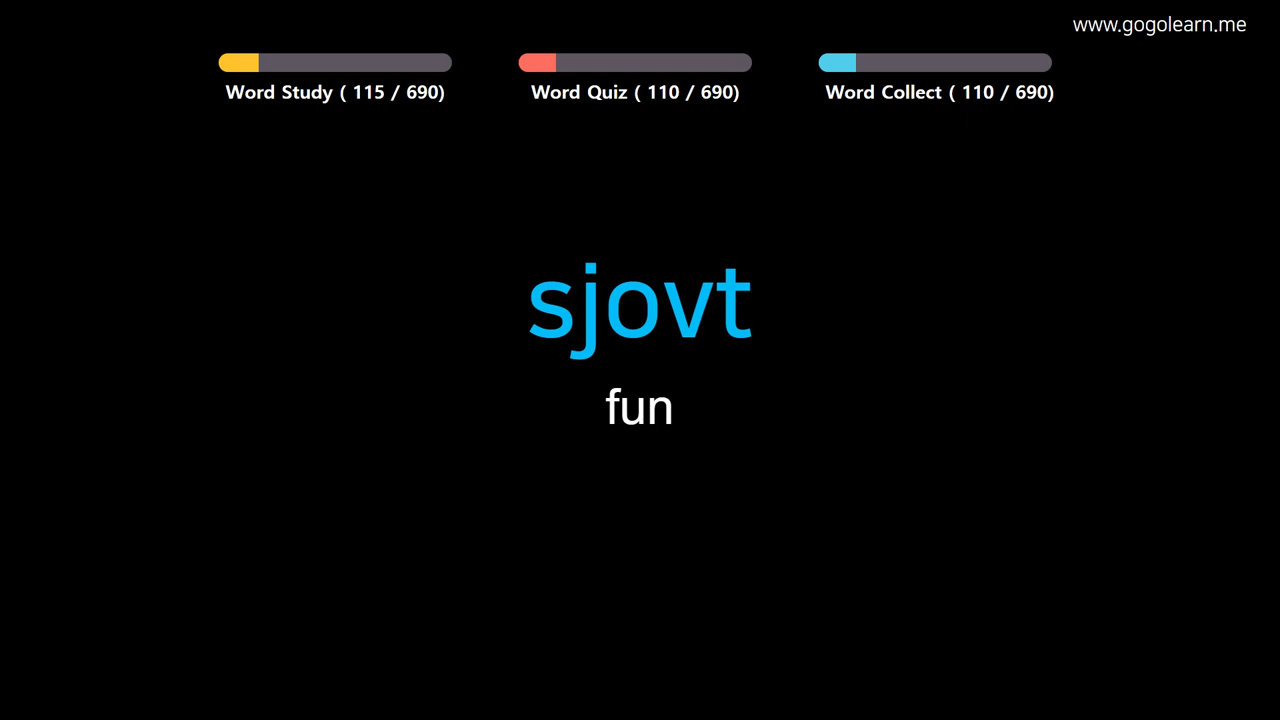 www.gogolearn.me
Word Study ( 115 / 690)
Word Quiz ( 110 / 690)
Word Collect ( 110 / 690)
sjovt
fun